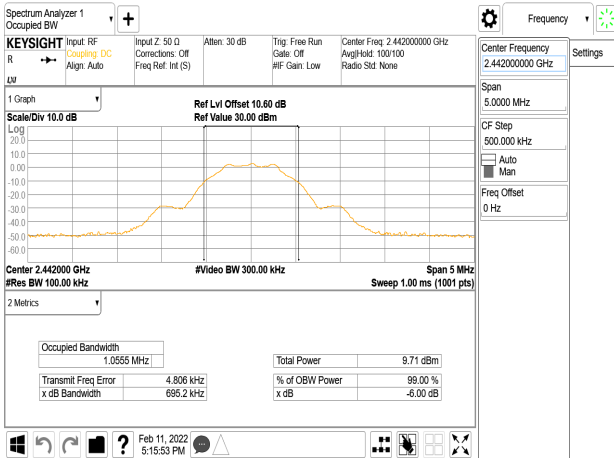 Spectrum Analyzer 1
Occupied BW
Frequency
KEYSIGHT
R
LXI
Input: RF
Coupling: DC
Align: Auto
Input Z: 50 Ω
Corrections: Off
Freq Ref: Int (S)
Atten: 30 dB
Trig: Free Run
Gate: Off
#IF Gain: Low
Center Freq: 2.442000000 GHz
Avg|Hold: 100/100
Radio Std: None
Center Frequency
2.442000000 GHz
Settings
Span
5.0000 MHz
CF Step
500.000 kHz
Auto
Man
Freq Offset
0 Hz
1 Graph
Scale/Div 10.0 dB
Ref Lvl Offset 10.60 dB
Ref Value 30.00 dBm
Log
20.0
10.0
0.00
-10.0
-20.0
-30.0
-40.0
-50.0
-60.0
Center 2.442000 GHz
#Res BW 100.00 kHz
#Video BW 300.00 kHz
Span 5 MHz
Sweep 1.00 ms (1001 pts)
2 Metrics
Occupied Bandwidth
1.0555 MHz
Total Power 9.71 dBm
Transmit Freq Error 4.806 kHz
x dB Bandwidth 695.2 kHz
% of OBW Power 99.00 %
x dB -6.00 dB
?
Feb 11, 2022
5:15:53 PM